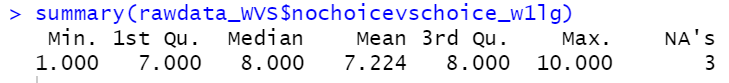 > summary(rawdata_WVS$nochoicevschoice_w1lg)
Min. 1st Qu. Median Mean 3rd Qu. Max. NA's
1.000 7.000 8.000 7.224 8.000 10.000 3